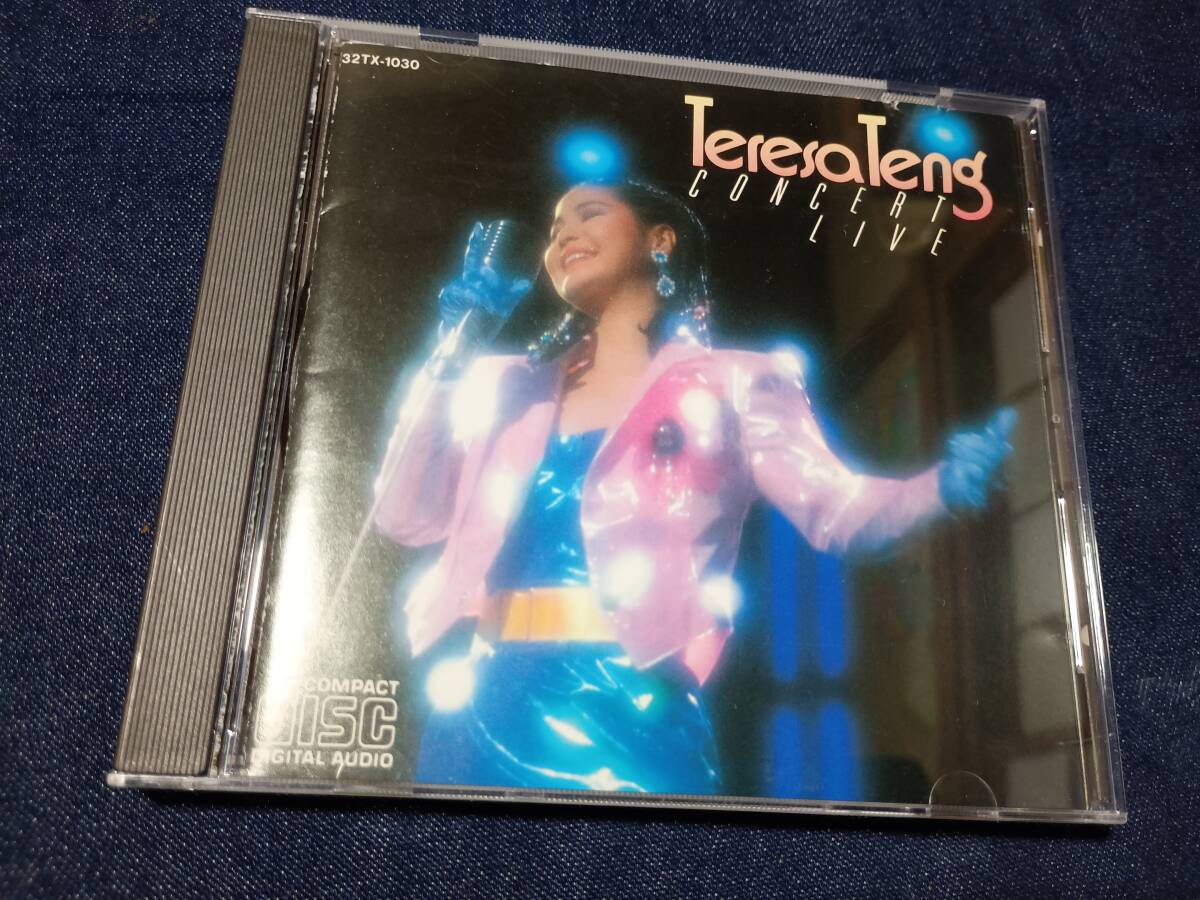 32TX-1030
Teresa Teng
CONCERT
LIVE
COMPACT
DISC
DIGITAL AUDIO